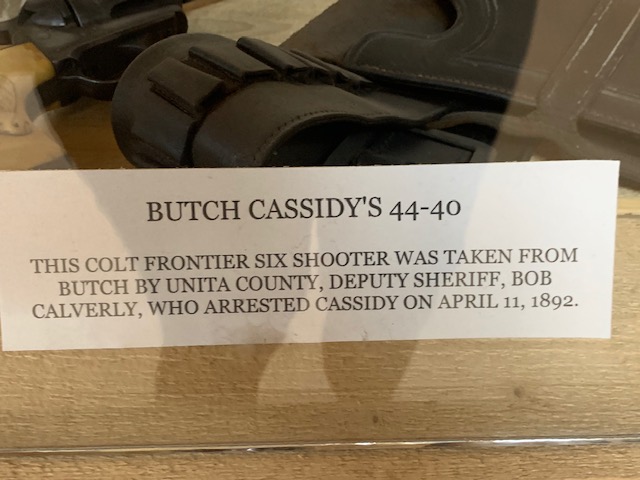 BUTCH CASSIDY'S 44-40
THIS COLT FRONTIER SIX SHOOTER WAS TAKEN FROM
BUTCH BY UNITA COUNTY, DEPUTY SHERIFF, BOB
CALVERLY, WHO ARRESTED CASSIDY ON APRIL 11, 1892.